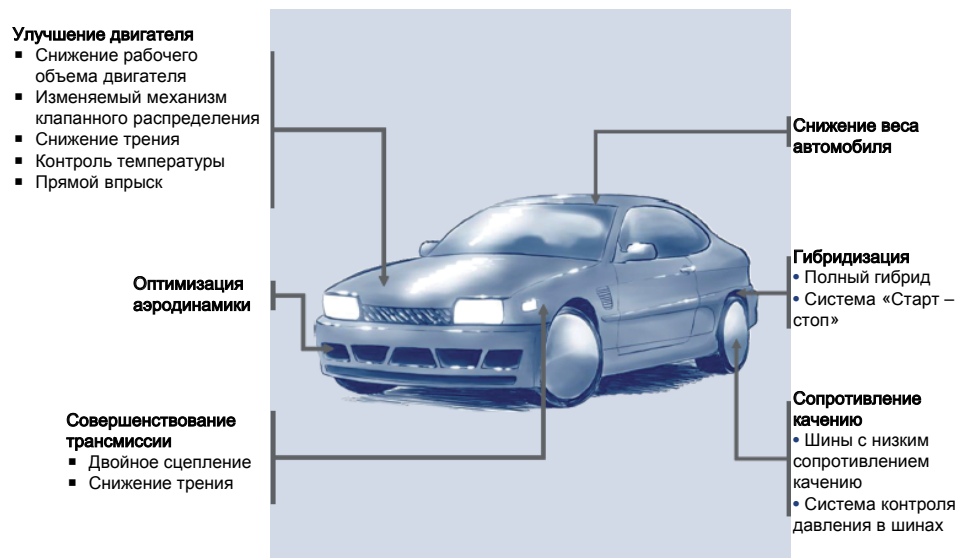 Улучшение двигателя
▪ Снижение рабочего
объема двигателя
▪ Изменяемый механизм
клапанного распределения
▪ Снижение трения
▪ Контроль температуры
▪ Прямой впрыск
Оптимизация
аэродинамики
Совершенствование
трансмиссии
▪ Двойное сцепление
▪ Снижение трения
Снижение веса
автомобиля
Гибридизация
• Полный гибрид
• Система «Старт –
стоп»
Сопротивление
качению
• Шины с низким
сопротивлением
качению
• Система контроля
давления в шинах